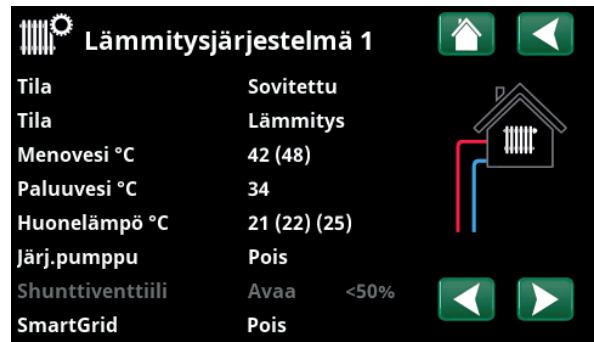 Lämmitysjärjestelmä 1
Tila Sovitettu
Tila Lämmitys
Menovesi °C 42 (48)
Paluuvesi °C 34
Huonelämpö °C 21 (22) (25)
Järj.pumppu Pois
Shunttiventtiili Avaa <50%
SmartGrid Pois